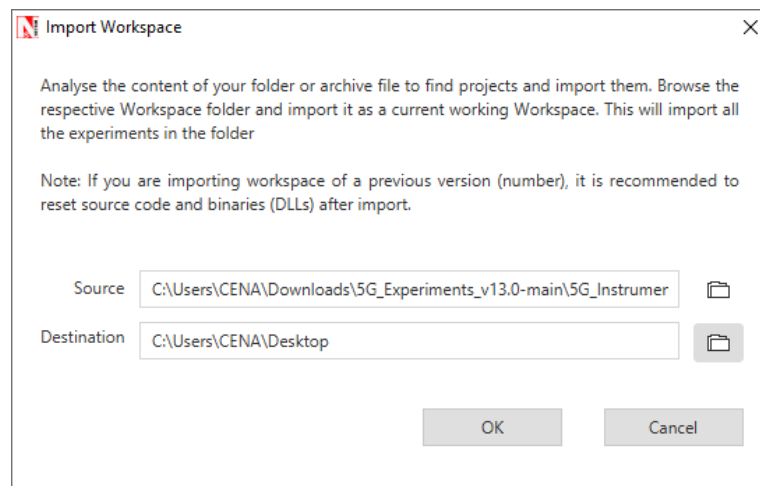 Import Workspace
Analyse the content of your folder or archive file to find projects and import them. Browse the
respective Workspace folder and import it as a current working Workspace. This will import all
the experiments in the folder
Note: If you are importing workspace of a previous version (number), it is recommended to
reset source code and binaries (DLLs) after import.
Source C:\Users\CENA\Downloads\5G_Experiments_v13.0-main\5G_Instrumer
Destination C:\Users\CENA\Desktop
OK Cancel